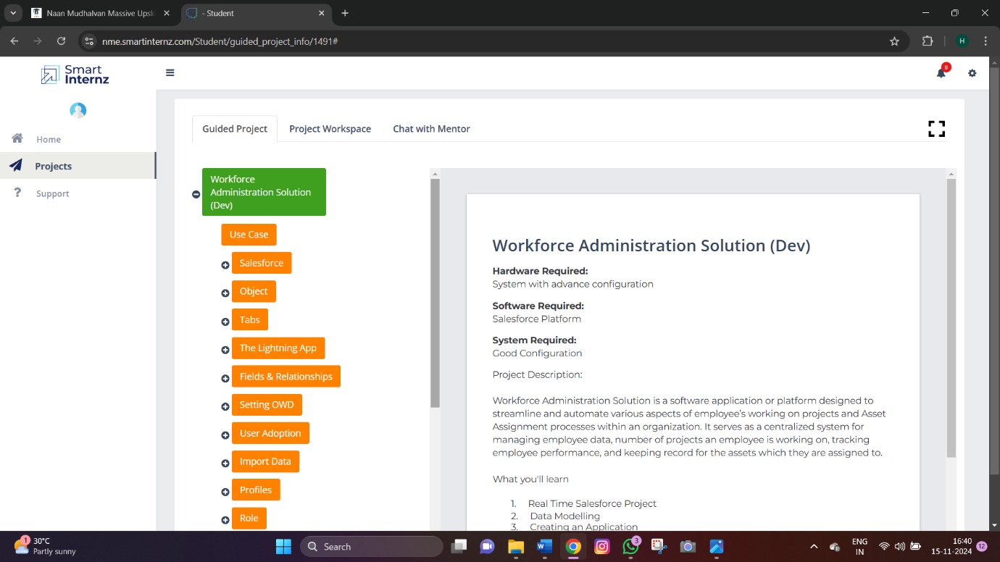 Naan Mudhalvan Massive Upsk
- Student
nme.smartinternz.com/Student/guided_project_info/1491#
H
Smart
Internz
0
Home
Projects
Support
Guided Project
Project Workspace
Chat with Mentor
Workforce
Administration Solution
(Dev)
Use Case
Salesforce
Object
Tabs
The Lightning App
Fields & Relationships
Setting OWD
User Adoption
Import Data
Profiles
Role
Workforce Administration Solution (Dev)
Hardware Required:
System with advance configuration
Software Required:
Salesforce Platform
System Required:
Good Configuration
Project Description:
Workforce Administration Solution is a software application or platform designed to
streamline and automate various aspects of employee's working on projects and Asset
Assignment processes within an organization. It serves as a centralized system for
managing employee data, number of projects an employee is working on, tracking
employee performance, and keeping record for the assets which they are assigned to.
What you'll learn
1. Real Time Salesforce Project
2. Data Modelling
3. Creating an Application
1
30°C
Partly sunny
Search
3
ENG
IN
16:40
15-11-2024
12